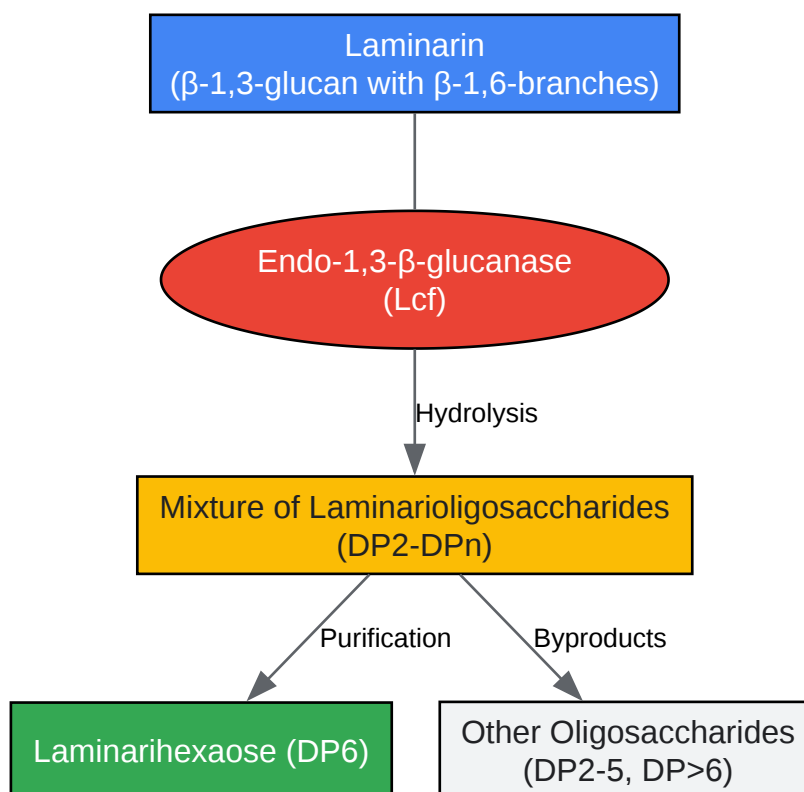 Laminarin
(β-1,3-glucan with β-1,6-branches)
Endo-1,3-β-glucanase
(Lcf)
Hydrolysis
Mixture of Laminarioligosaccharides
(DP2-DPn)
Purification
Byproducts
Laminarihexaose (DP6)
Other Oligosaccharides
(DP2-5, DP>6)